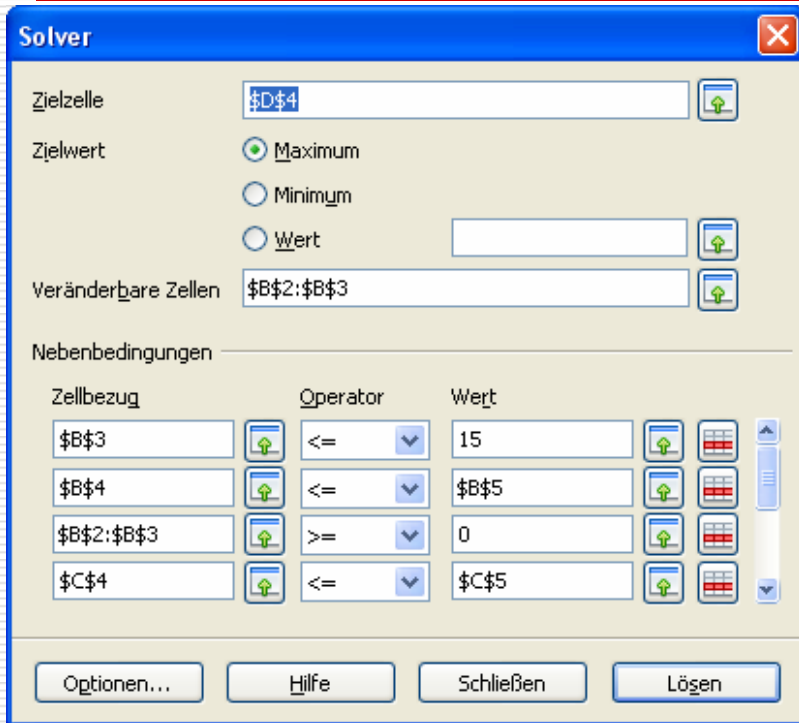 Solver
Zielzelle $D$4
Zielwert Maximum
Minimum
Wert
Veränderbare Zellen $B$2:$B$3
Nebenbedingungen
Zellbezug Operator Wert
$B$3 <= 15
$B$4 <= $B$5
$B$2:$B$3 >= 0
$C$4 <= $C$5
Optionen... Hilfe Schließen Lösen